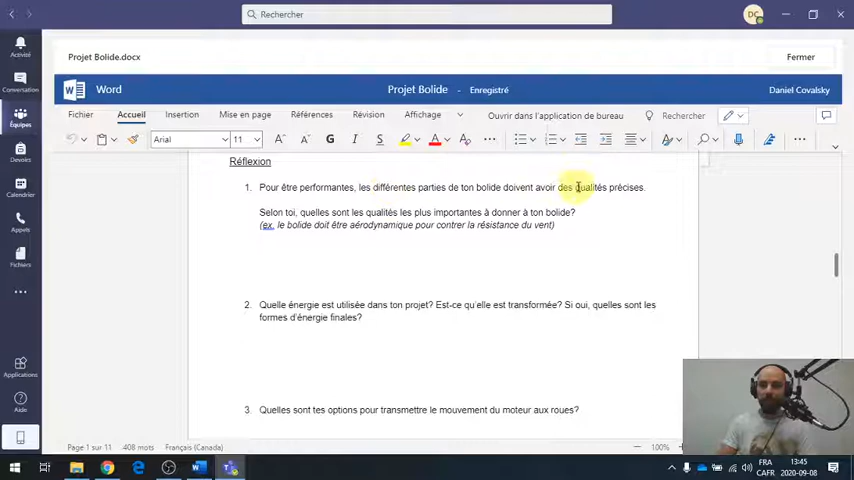 Rechercher
DC
Projet Bolide.docx
Fermer
Word
Projet Bolide - Enregistré
Daniel Covalsky
Fichier Accueil Insertion Mise en page Références Révision Affichage Ouvrir dans l'application de bureau Rechercher
Arial 11 A A G I S A
Activité
Conversation
Équipes
Devoirs
Calendrier
Appels
Fichiers
Applications
Aide
Réflexion
1. Pour être performantes, les différentes parties de ton bolide doivent avoir des qualités précises.
Selon toi, quelles sont les qualités les plus importantes à donner à ton bolide?
(ex. le bolide doit être aérodynamique pour contrer la résistance du vent)
2. Quelle énergie est utilisée dans ton projet? Est-ce qu'elle est transformée? Si oui, quelles sont les
formes d'énergie finales?
3. Quelles sont tes options pour transmettre le mouvement du moteur aux roues?
Page 1 sur 11 408 mots Français (Canada) 100%
FRA 13:45
CAFR 2020-09-08